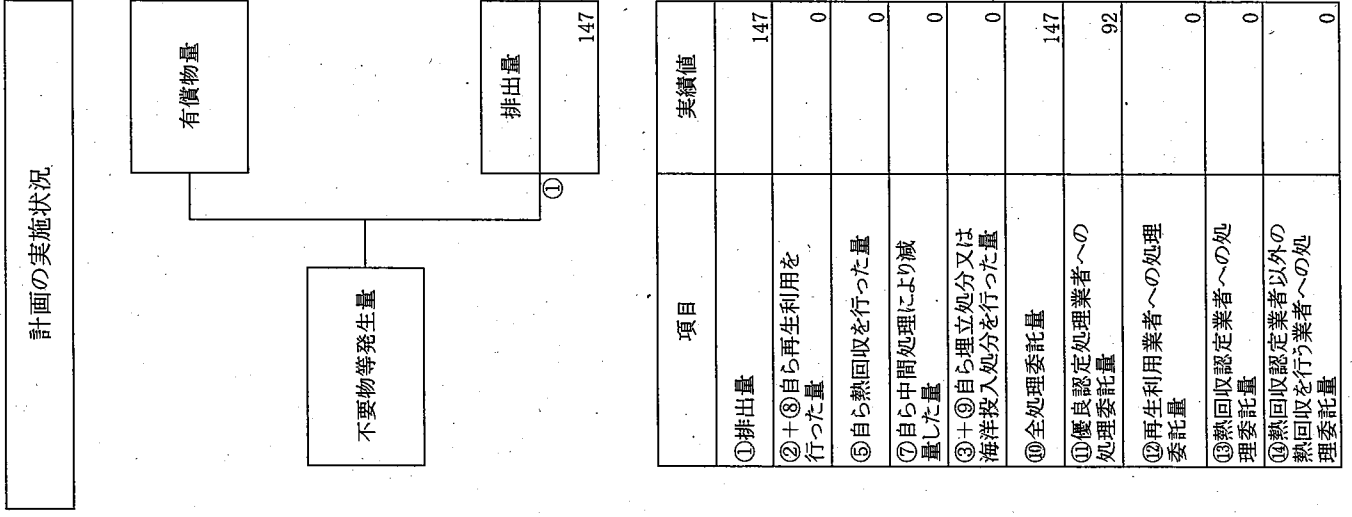 計画の実施状況
有償物量
不要物等発生量
排出量
①
147
項目
実績値
①排出量
147
②+⑧自ら再生利用を
行った量
0
⑤自ら熱回収を行った量
0
⑦自ら中間処理により減
量した量
0
③+⑨自ら埋立処分又は
海洋投入処分を行った量
0
⑩全処理委託量
147
⑪優良認定処理業者への
処理委託量
92
⑫再生利用業者への処理
委託量
0
⑬熱回収認定業者への処
理委託量
0
⑭熱回収認定業者以外の
熱回収を行う業者への処
理委託量
0